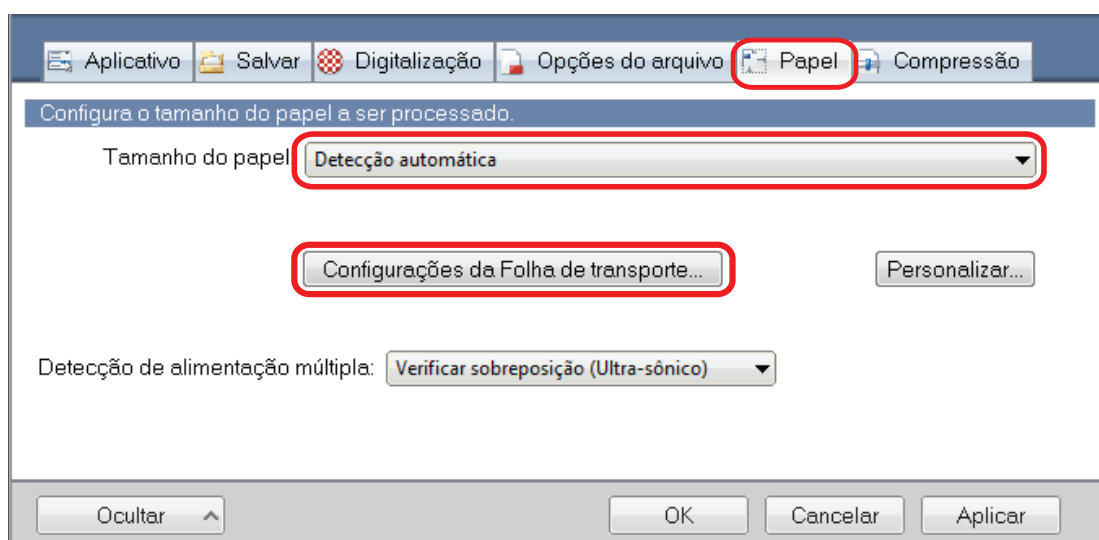 Aplicativo Salvar Digitalização Opções do arquivo Papel Compressão
Configura o tamanho do papel a ser processado.
Tamanho do papel: Detecção automática
Configurações da Folha de transporte... Personalizar...
Detecção de alimentação múltipla: Verificar sobreposição (Ultra-sônico)
Ocultar OK Cancelar Aplicar